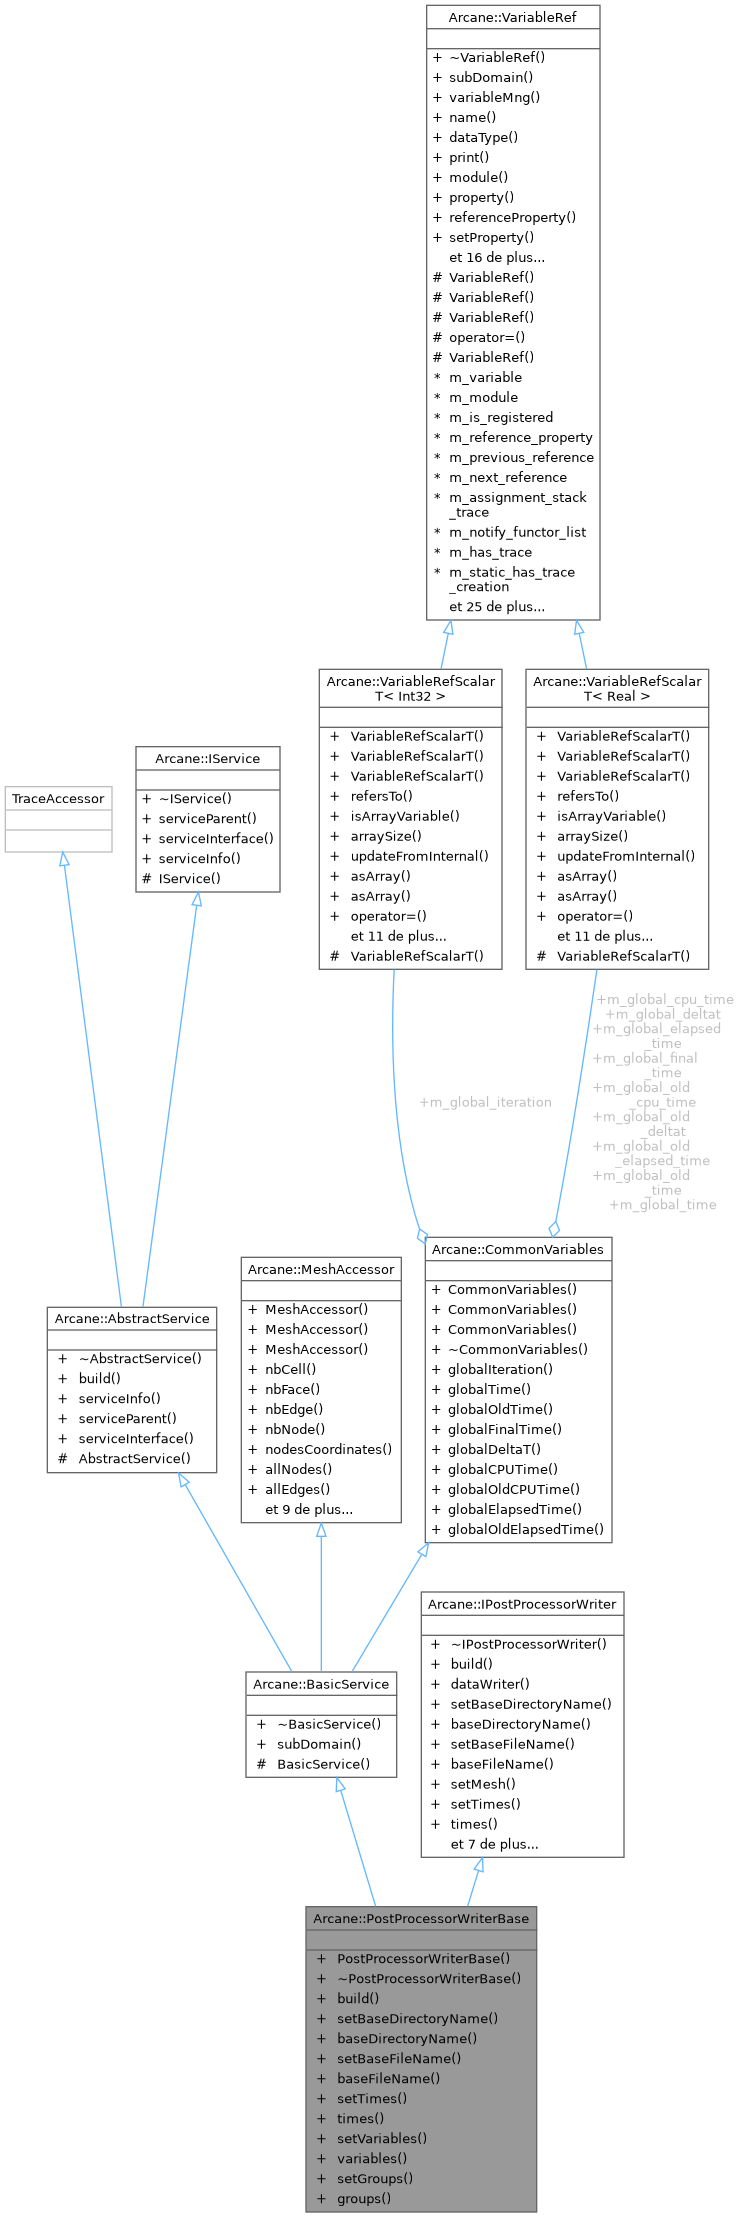 Arcane::VariableRef
+ ~VariableRef()
+ subDomain()
+ variableMng()
+ name()
+ dataType()
+ print()
+ module()
+ property()
+ referenceProperty()
+ setProperty()
et 16 de plus...
# VariableRef()
# VariableRef()
# VariableRef()
# operator=()
# VariableRef()
* m_variable
* m_module
* m_is_registered
* m_reference_property
* m_previous_reference
* m_next_reference
* m_assignment_stack
_trace
* m_notify_functor_list
* m_has_trace
* m_static_has_trace
_creation
et 25 de plus...
Arcane::VariableRefScalar
T< Int32 >
+ VariableRefScalarT()
+ VariableRefScalarT()
+ VariableRefScalarT()
+ refersTo()
+ isArrayVariable()
+ arraySize()
+ updateFromInternal()
+ asArray()
+ asArray()
+ operator=()
et 11 de plus...
# VariableRefScalarT()
Arcane::VariableRefScalar
T< Real >
+ VariableRefScalarT()
+ VariableRefScalarT()
+ VariableRefScalarT()
+ refersTo()
+ isArrayVariable()
+ arraySize()
+ updateFromInternal()
+ asArray()
+ asArray()
+ operator=()
et 11 de plus...
# VariableRefScalarT()
Arcane::IService
+ ~IService()
+ serviceParent()
+ serviceInterface()
+ serviceInfo()
# IService()
TraceAccessor
+m_global_cpu_time
+m_global_deltat
+m_global_elapsed
_time
+m_global_final
_time
+m_global_old
_cpu_time
+m_global_old
_deltat
+m_global_old
_elapsed_time
+m_global_old
_time
+m_global_time
+m_global_iteration
Arcane::AbstractService
+ ~AbstractService()
+ build()
+ serviceInfo()
+ serviceParent()
+ serviceInterface()
# AbstractService()
Arcane::MeshAccessor
+ MeshAccessor()
+ MeshAccessor()
+ MeshAccessor()
+ nbCell()
+ nbFace()
+ nbEdge()
+ nbNode()
+ nodesCoordinates()
+ allNodes()
+ allEdges()
et 9 de plus...
Arcane::CommonVariables
+ CommonVariables()
+ CommonVariables()
+ CommonVariables()
+ ~CommonVariables()
+ globalIteration()
+ globalTime()
+ globalOldTime()
+ globalFinalTime()
+ globalDeltaT()
+ globalCPUTime()
+ globalOldCPUTime()
+ globalElapsedTime()
+ globalOldElapsedTime()
Arcane::BasicService
+ ~BasicService()
+ subDomain()
# BasicService()
Arcane::IPostProcessorWriter
+ ~IPostProcessorWriter()
+ build()
+ dataWriter()
+ setBaseDirectoryName()
+ baseDirectoryName()
+ setBaseFileName()
+ baseFileName()
+ setMesh()
+ setTimes()
+ times()
et 7 de plus...
Arcane::PostProcessorWriterBase
+ PostProcessorWriterBase()
+ ~PostProcessorWriterBase()
+ build()
+ setBaseDirectoryName()
+ baseDirectoryName()
+ setBaseFileName()
+ baseFileName()
+ setTimes()
+ times()
+ setVariables()
+ variables()
+ setGroups()
+ groups()